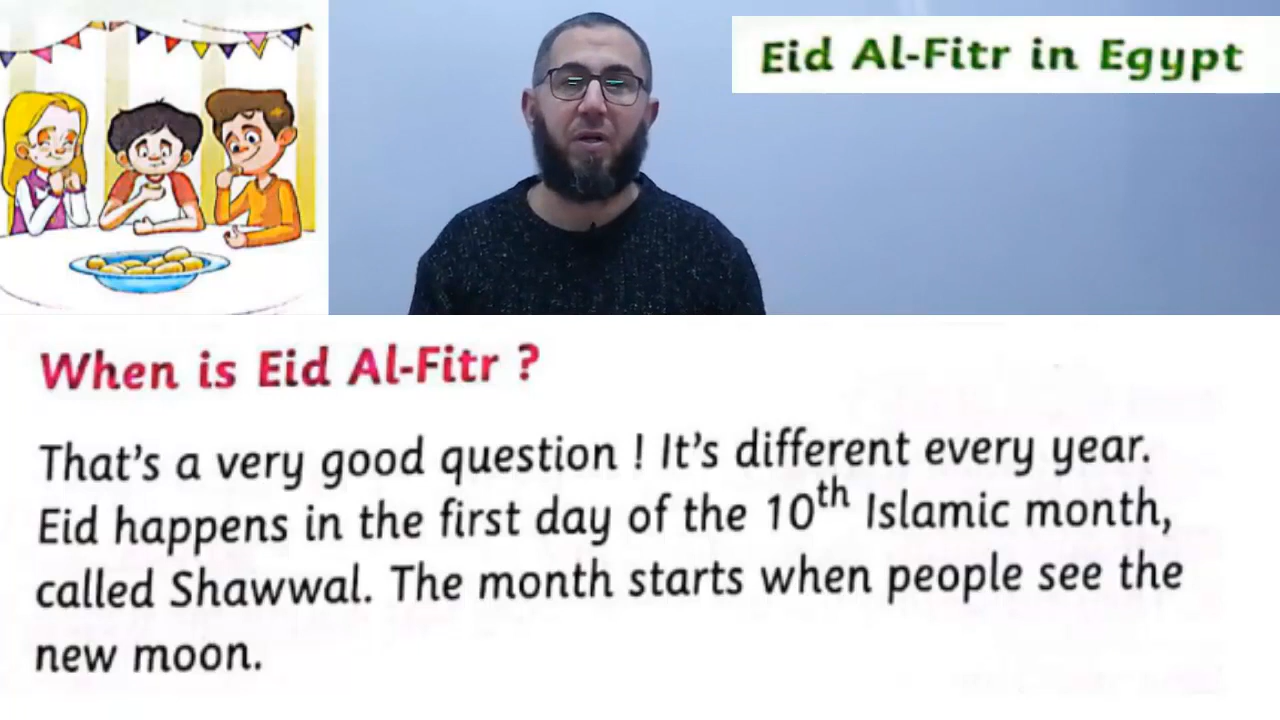 Eid Al-Fitr in Egypt
When is Eid Al-Fitr ?
That's a very good question ! It's different every year.
Eid happens in the first day of the 10th Islamic month,
called Shawwal. The month starts when people see the
new moon.